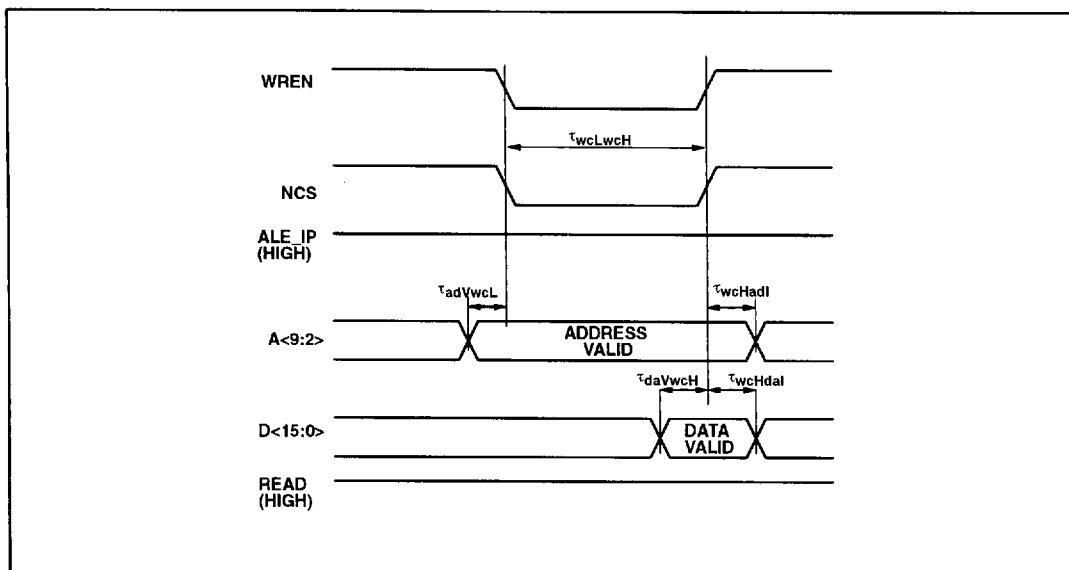 WREN
τwcLwcH
NCS
ALE_IP
(HIGH)
τadVwcL
τwcHadI
A<9:2>
ADDRESS
VALID
τdaVwcH
τwcHdaI
D<15:0>
DATA
VALID
READ
(HIGH)